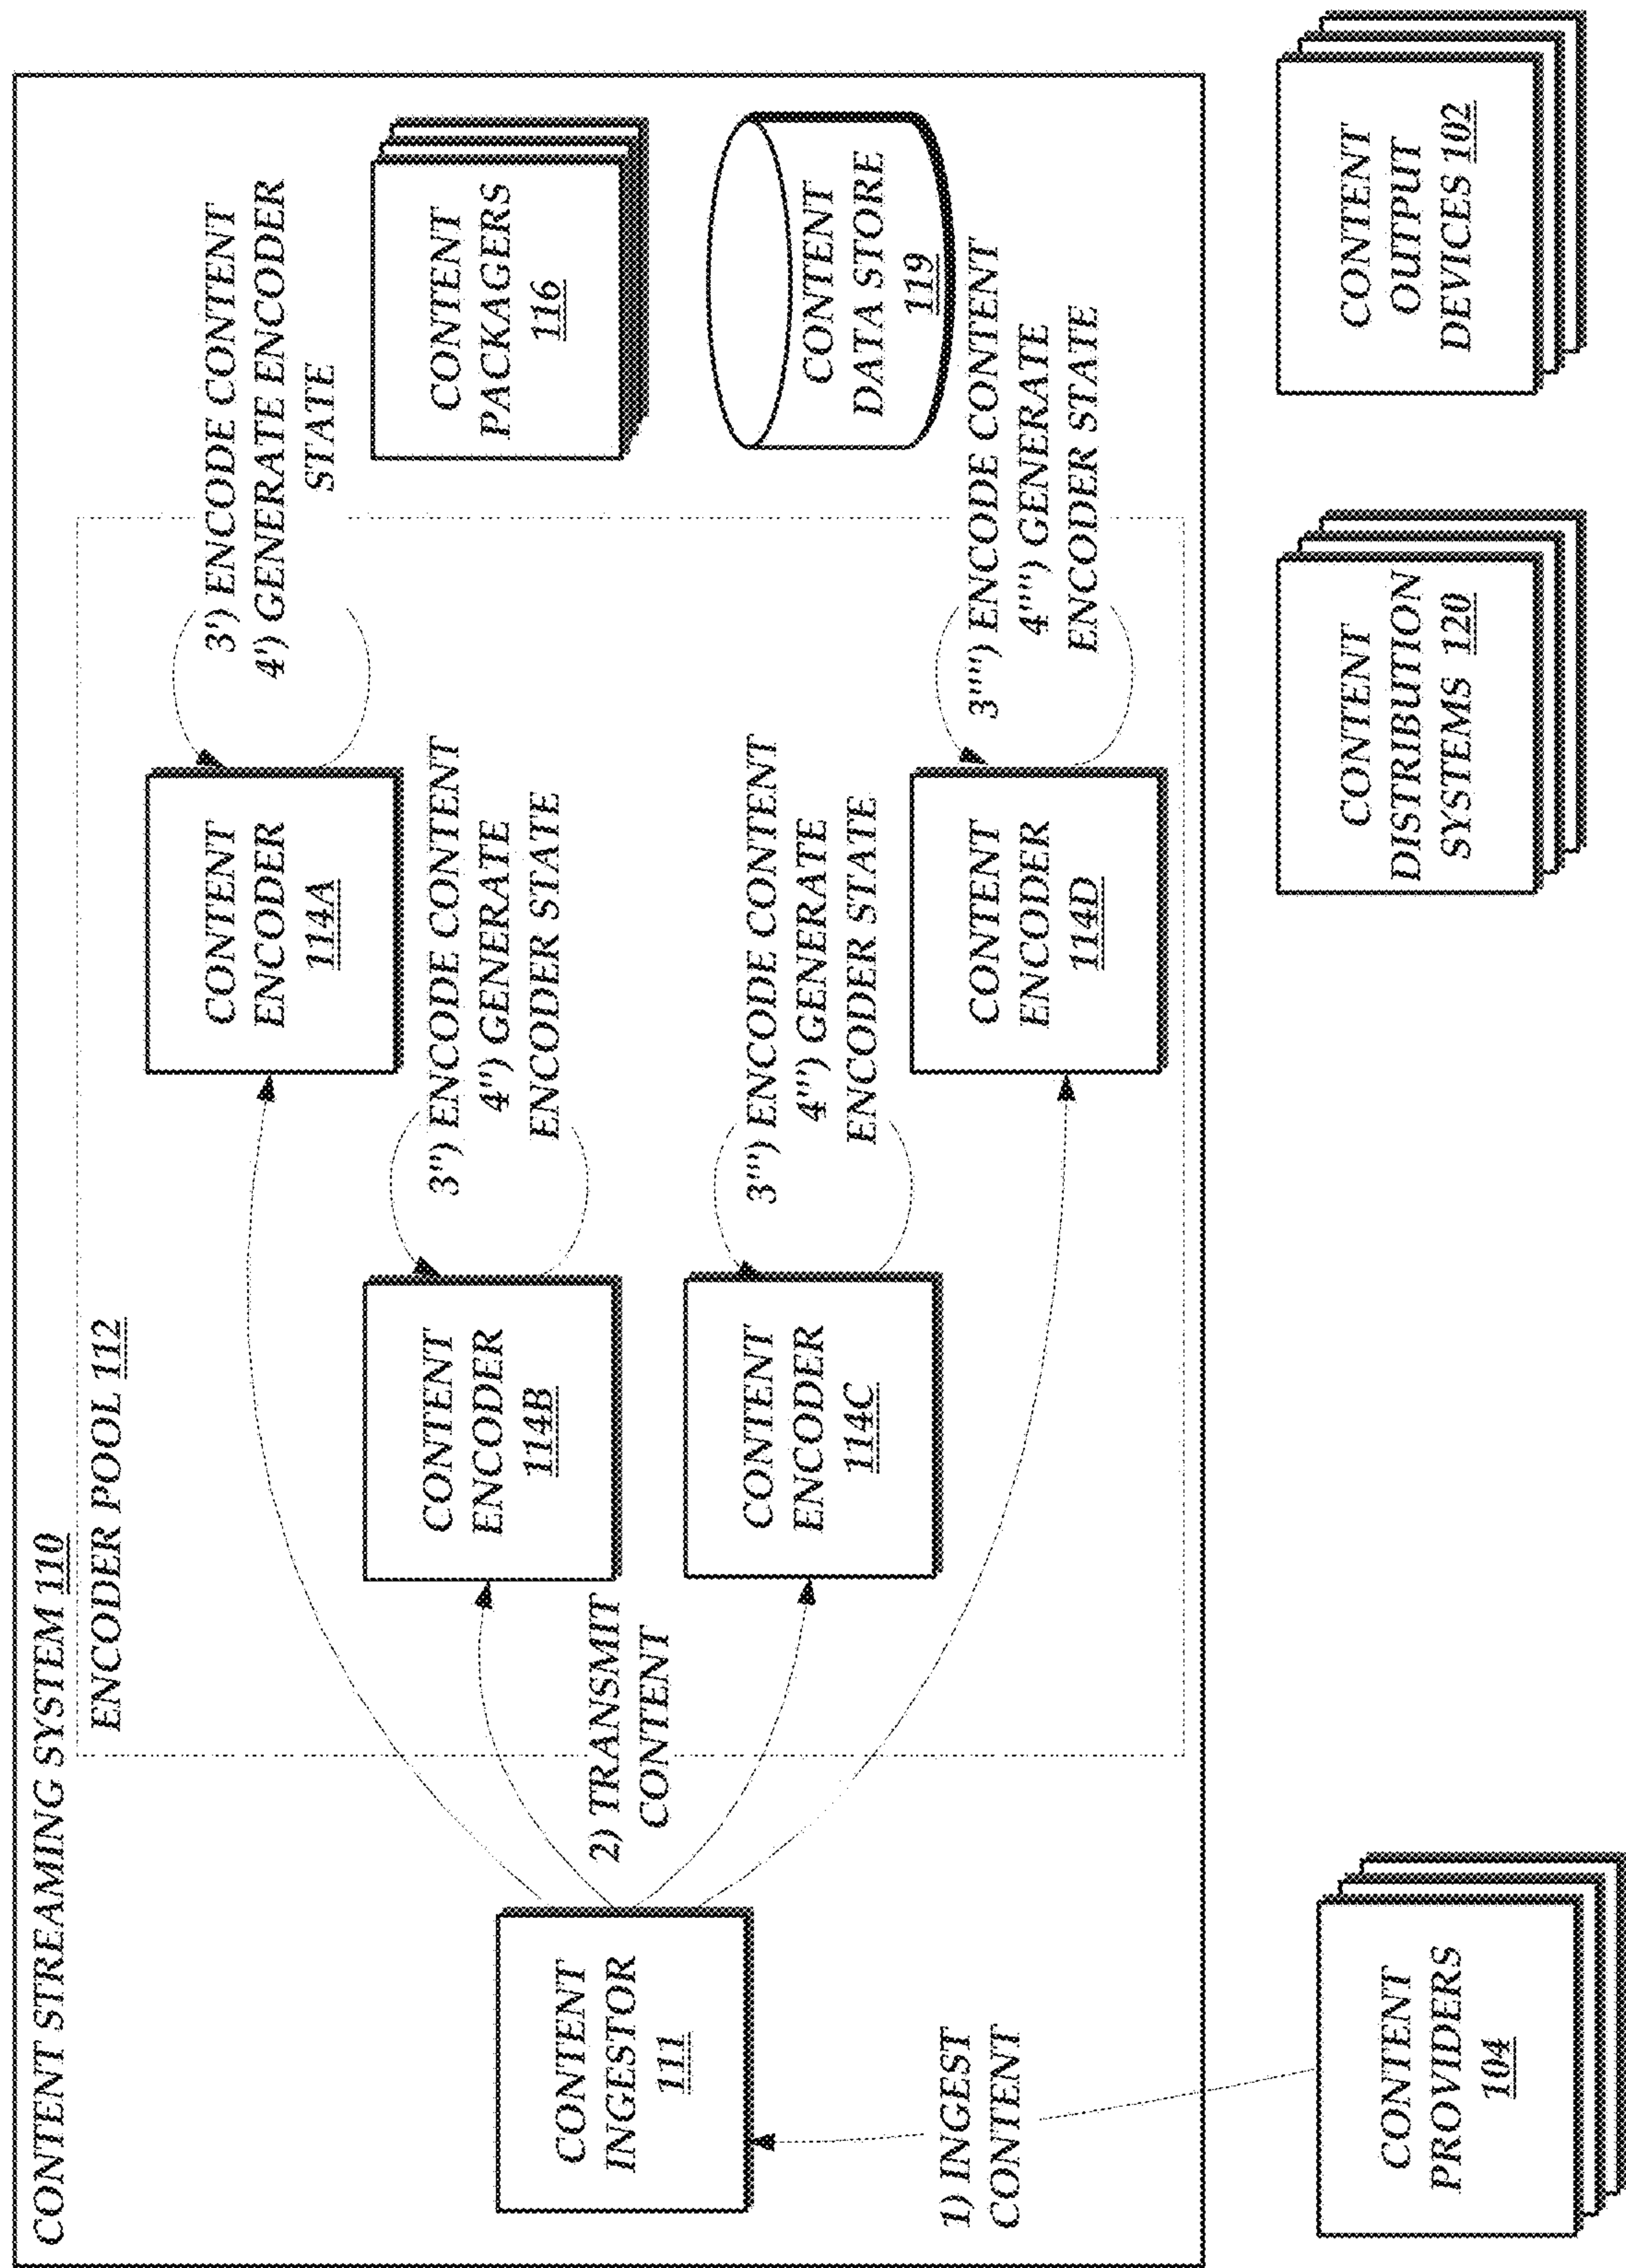 CONTENT STREAMING SYSTEM 110
ENCODER POOL 112
CONTENT
ENCODER
114A
3') ENCODE CONTENT
4') GENERATE ENCODER
STATE
CONTENT
ENCODER
114B
3'') ENCODE CONTENT
4'') GENERATE
ENCODER STATE
CONTENT
PACKAGERS
116
CONTENT
INGESTOR
111
2) TRANSMIT
CONTENT
CONTENT
ENCODER
114C
3''') ENCODE CONTENT
4''') GENERATE
ENCODER STATE
CONTENT
DATA STORE
119
CONTENT
ENCODER
114D
3'''') ENCODE CONTENT
4'''') GENERATE
ENCODER STATE
1) INGEST
CONTENT
CONTENT
PROVIDERS
104
CONTENT
DISTRIBUTION
SYSTEMS 120
CONTENT
OUTPUT
DEVICES 102